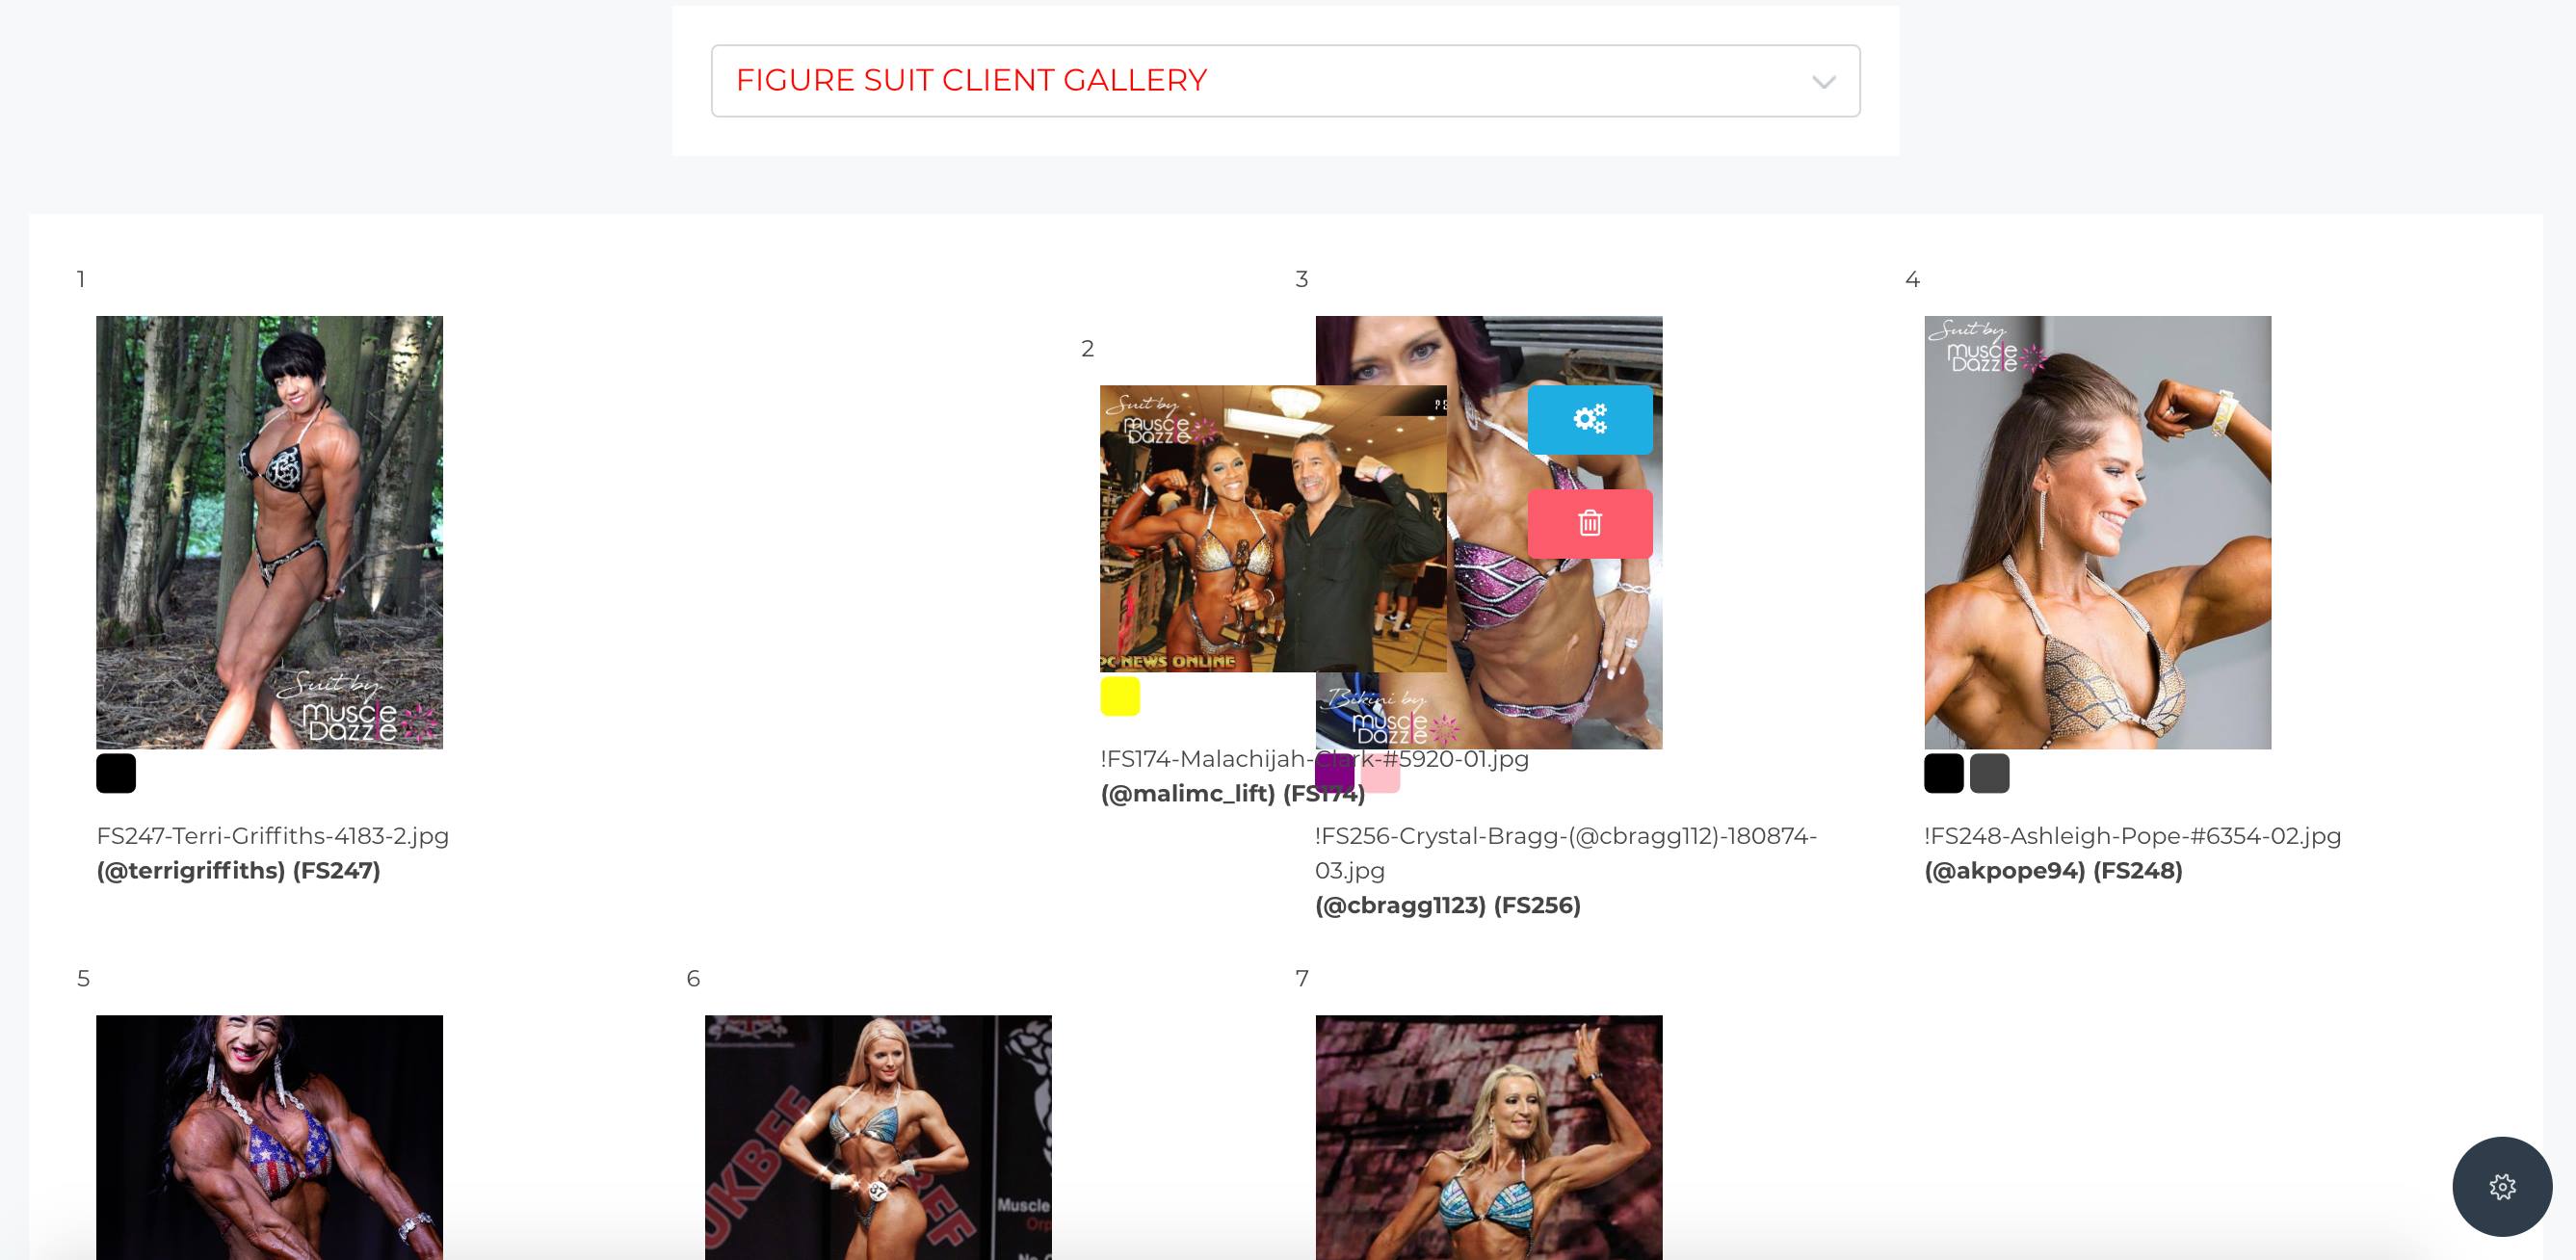 FIGURE SUIT CLIENT GALLERY
1
Suit by
muscle
Dazzle
FS247-Terri-Griffiths-4183-2.jpg
(@terrigriffiths) (FS247)
2
Suit by
muscle
Dazzle
PC NEWS ONLINE
!FS174-Malachijah-Clark-#5920-01.jpg
(@malimc_lift) (FS174)
3
Bikini by
muscle
Dazzle
!FS256-Crystal-Bragg-(@cbragg112)-180874-
03.jpg
(@cbragg1123) (FS256)
4
Suit by
muscle
Dazzle
!FS248-Ashleigh-Pope-#6354-02.jpg
(@akpope94) (FS248)
5
6
UKBFF
BFF
37
Muscle
7